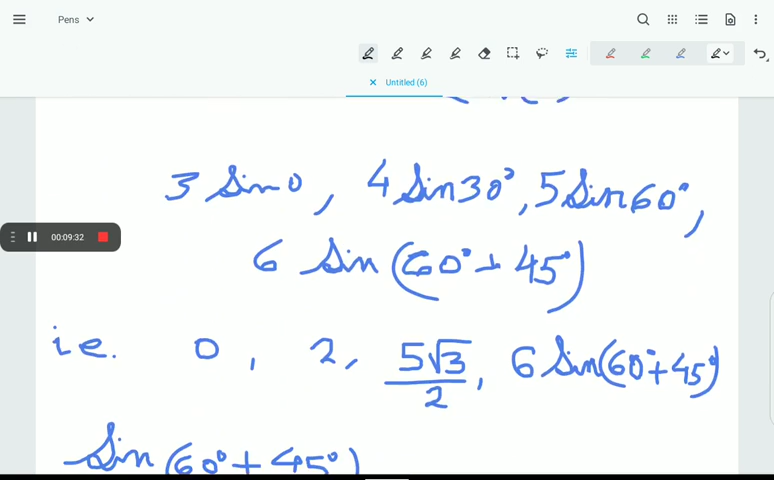 Pens
Untitled (6)
3 Sin 0, 4 Sin 30°, 5 Sin 60°,
00:09:32
6 Sin (60° + 45°)
i.e. 0, 2, 5√3/2, 6 Sin(60° + 45°)
Sin (60° + 45°)